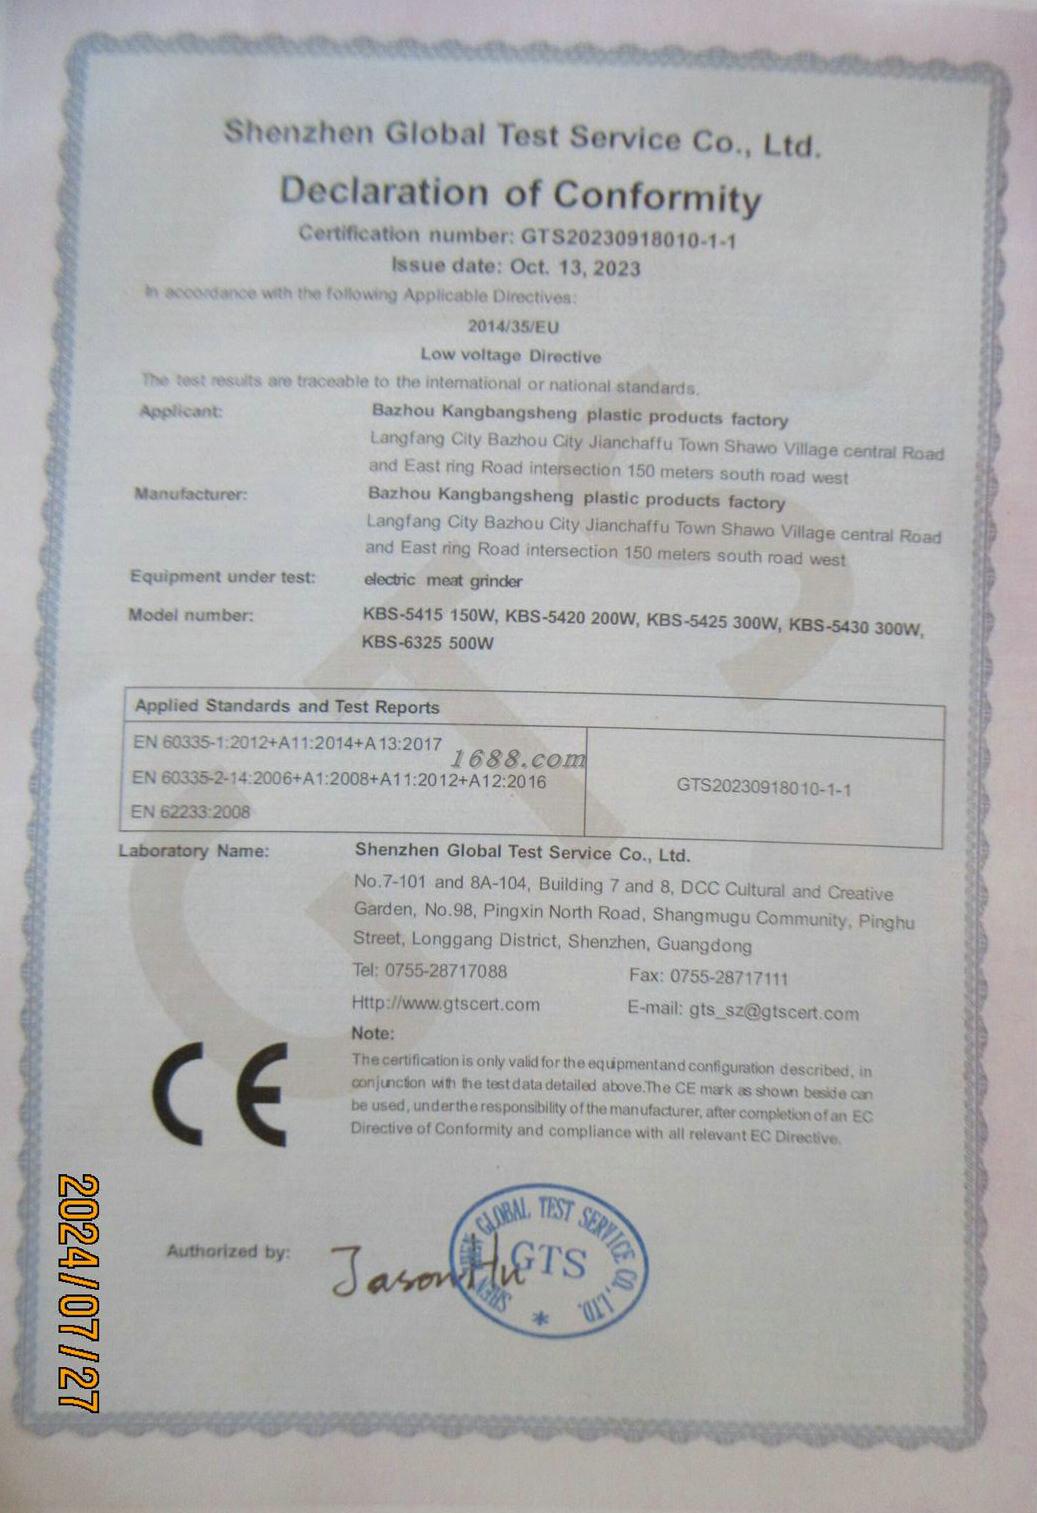 Shenzhen Global Test Service Co., Ltd.
Declaration of Conformity
Certification number: GTS20230918010-1-1
Issue date: Oct. 13, 2023
In accordance with the following Applicable Directives:
2014/35/EU
Low voltage Directive
The test results are traceable to the international or national standards.
Applicant: Bazhou Kangbangsheng plastic products factory
Langfang City Bazhou City Jianchaffu Town Shawo Village central Road
and East ring Road intersection 150 meters south road west
Manufacturer: Bazhou Kangbangsheng plastic products factory
Langfang City Bazhou City Jianchaffu Town Shawo Village central Road
and East ring Road intersection 150 meters south road west
Equipment under test: electric meat grinder
Model number: KBS-5415 150W, KBS-5420 200W, KBS-5425 300W, KBS-5430 300W,
KBS-6325 500W
Applied Standards and Test Reports
EN 60335-1:2012+A11:2014+A13:2017
1688.com
EN 60335-2-14:2006+A1:2008+A11:2012+A12:2016
GTS20230918010-1-1
EN 62233:2008
Laboratory Name: Shenzhen Global Test Service Co., Ltd.
No.7-101 and 8A-104, Building 7 and 8, DCC Cultural and Creative
Garden, No.98, Pingxin North Road, Shangmugu Community, Pinghu
Street, Longgang District, Shenzhen, Guangdong
Tel: 0755-28717088 Fax: 0755-28717111
Http://www.gtscert.com E-mail: gts_sz@gtscert.com
Note:
The certification is only valid for the equipment and configuration described, in
conjunction with the test data detailed above. The CE mark as shown beside can
be used, under the responsibility of the manufacturer, after completion of an EC
Directive of Conformity and compliance with all relevant EC Directive.
CE
Authorized by: Jason Hu
SHENZHEN GLOBAL TEST SERVICE CO., LTD.
GTS
2024/07/27
GTS